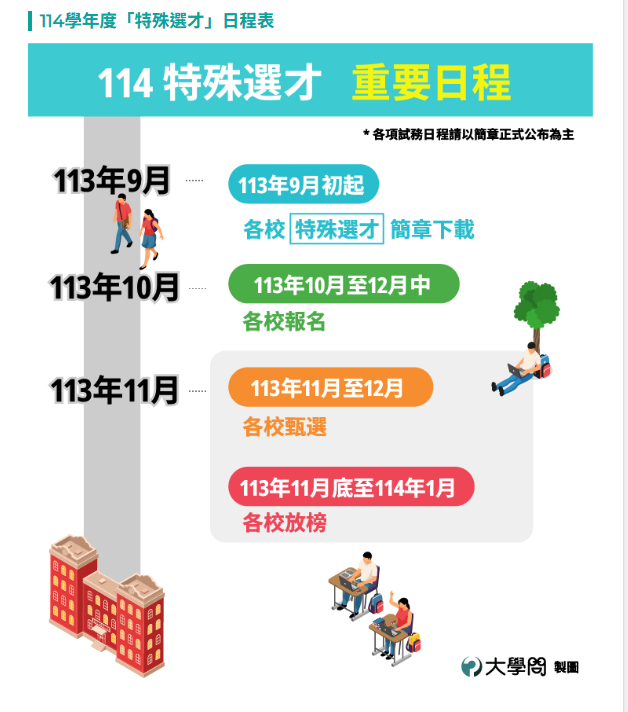 114學年度「特殊選才」日程表
114 特殊選才 重要日程
* 各項試務日程請以簡章正式公布為主
113年9月
113年9月初起
各校 特殊選才 簡章下載
113年10月
113年10月至12月中
各校報名
113年11月
113年11月至12月
各校甄選
113年11月底至114年1月
各校放榜
大學問 製圖